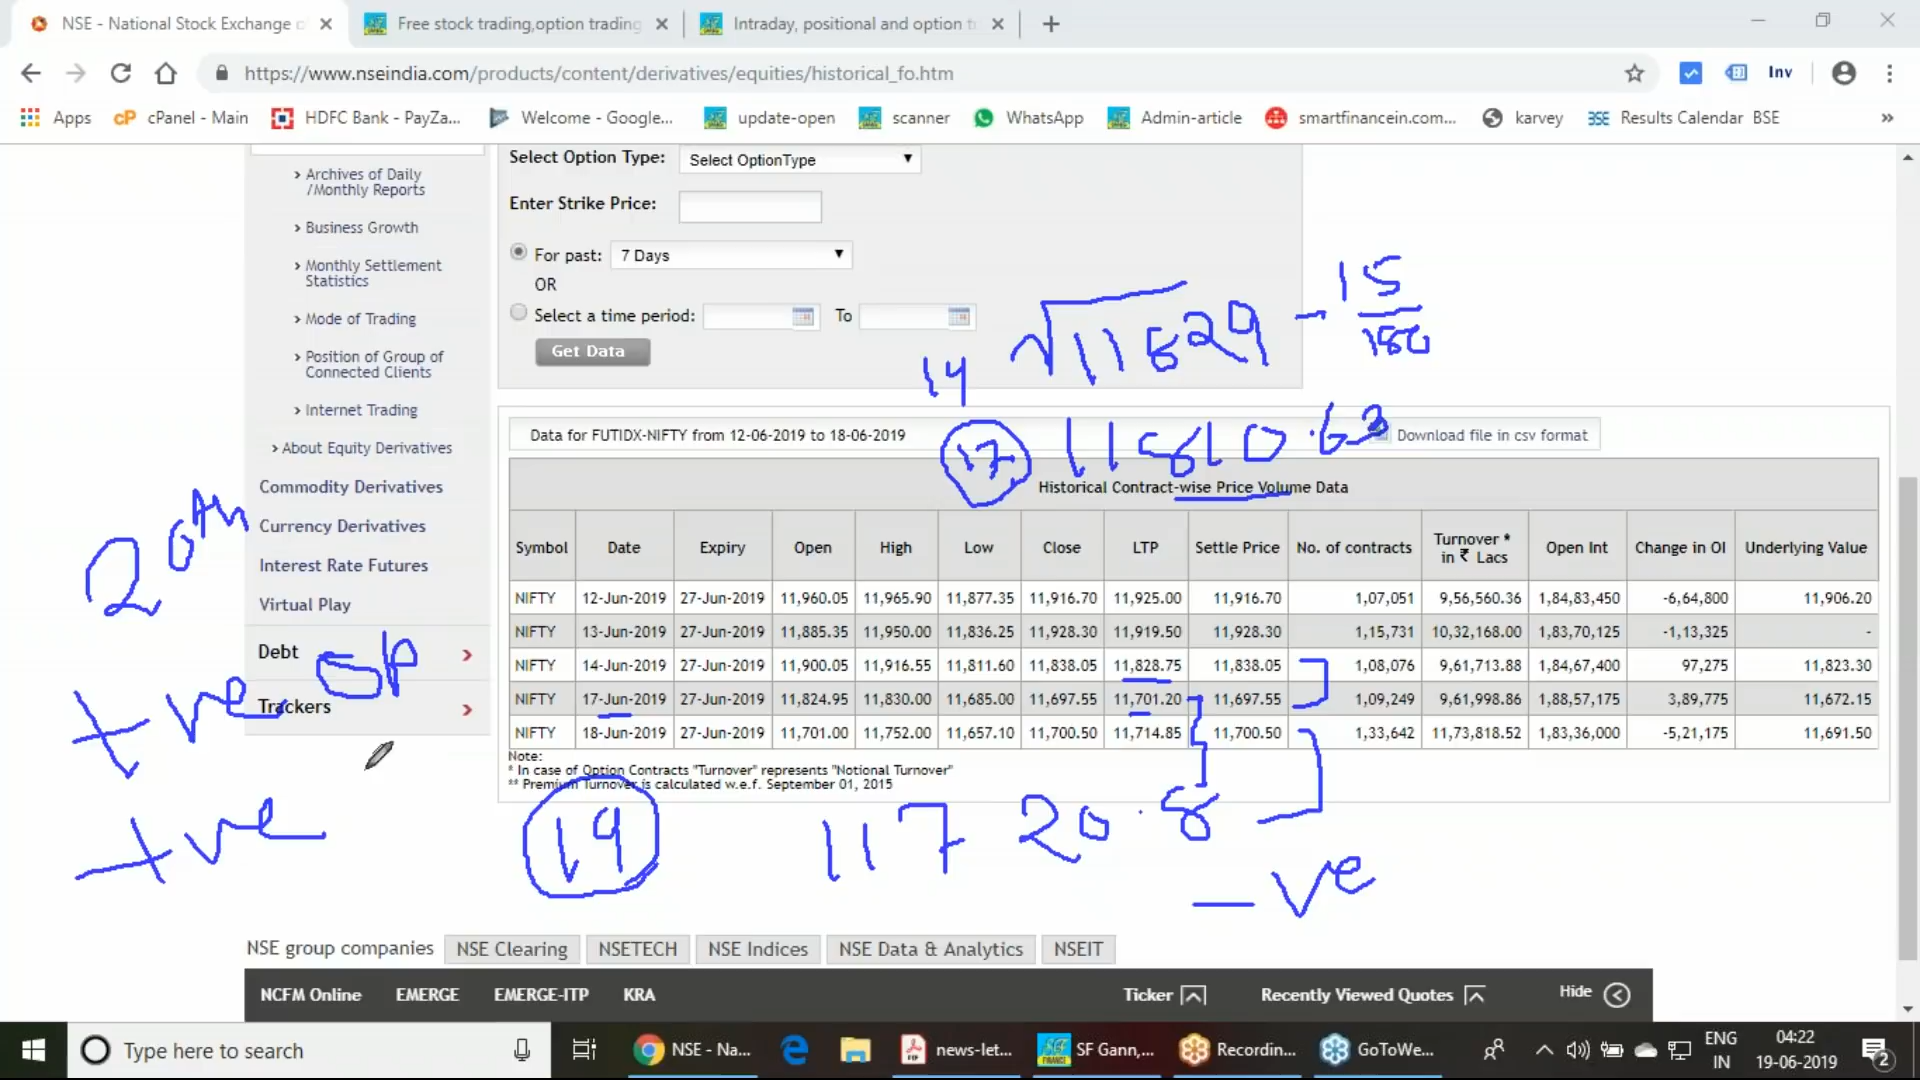 NSE - National Stock Exchange o
Free stock trading,option trading
Intraday, positional and option t
https://www.nseindia.com/products/content/derivatives/equities/historical_fo.htm
Inv
Apps cPanel - Main HDFC Bank - PayZa... Welcome - Google... update-open scanner WhatsApp Admin-article smartfinancein.com... karvey BSE Results Calendar BSE »
Archives of Daily
/Monthly Reports
Business Growth
Monthly Settlement
Statistics
Mode of Trading
Position of Group of
Connected Clients
Internet Trading
About Equity Derivatives
Commodity Derivatives
Currency Derivatives
Interest Rate Futures
Virtual Play
Debt
Trackers
Select Option Type: Select OptionType
Enter Strike Price:
For past: 7 Days
OR
Select a time period: To
Get Data
14 √11829 - 15/180
17 11810.63
Data for FUTIDX-NIFTY from 12-06-2019 to 18-06-2019 Download file in csv format
Historical Contract-wise Price Volume Data
Symbol Date Expiry Open High Low Close LTP Settle Price No. of contracts Turnover * in ₹ Lacs Open Int Change in OI Underlying Value
NIFTY 12-Jun-2019 27-Jun-2019 11,960.05 11,965.90 11,877.35 11,916.70 11,925.00 11,916.70 1,07,051 9,56,560.36 1,84,83,450 -6,64,800 11,906.20
NIFTY 13-Jun-2019 27-Jun-2019 11,885.35 11,950.00 11,836.25 11,928.30 11,919.50 11,928.30 1,15,731 10,32,168.00 1,83,70,125 -1,13,325 -
NIFTY 14-Jun-2019 27-Jun-2019 11,900.05 11,916.55 11,811.60 11,838.05 11,828.75 11,838.05 1,08,076 9,61,713.88 1,84,67,400 97,275 11,823.30
NIFTY 17-Jun-2019 27-Jun-2019 11,824.95 11,830.00 11,685.00 11,697.55 11,701.20 11,697.55 1,09,249 9,61,998.86 1,88,57,175 3,89,775 11,672.15
NIFTY 18-Jun-2019 27-Jun-2019 11,701.00 11,752.00 11,657.10 11,700.50 11,714.85 11,700.50 1,33,642 11,73,818.52 1,83,36,000 -5,21,175 11,691.50
Note:
* In case of Option Contracts "Turnover" represents "Notional Turnover"
** Premium Turnover is calculated w.e.f. September 01, 2015
+ve
+ve
19 11720.8
-ve
NSE group companies NSE Clearing NSETECH NSE Indices NSE Data & Analytics NSEIT
NCFM Online EMERGE EMERGE-ITP KRA Ticker Recently Viewed Quotes Hide
Type here to search NSE - Na... news-let... SF Gann,... Recordin... GoToWe... ENG
IN
04:22
19-06-2019
2